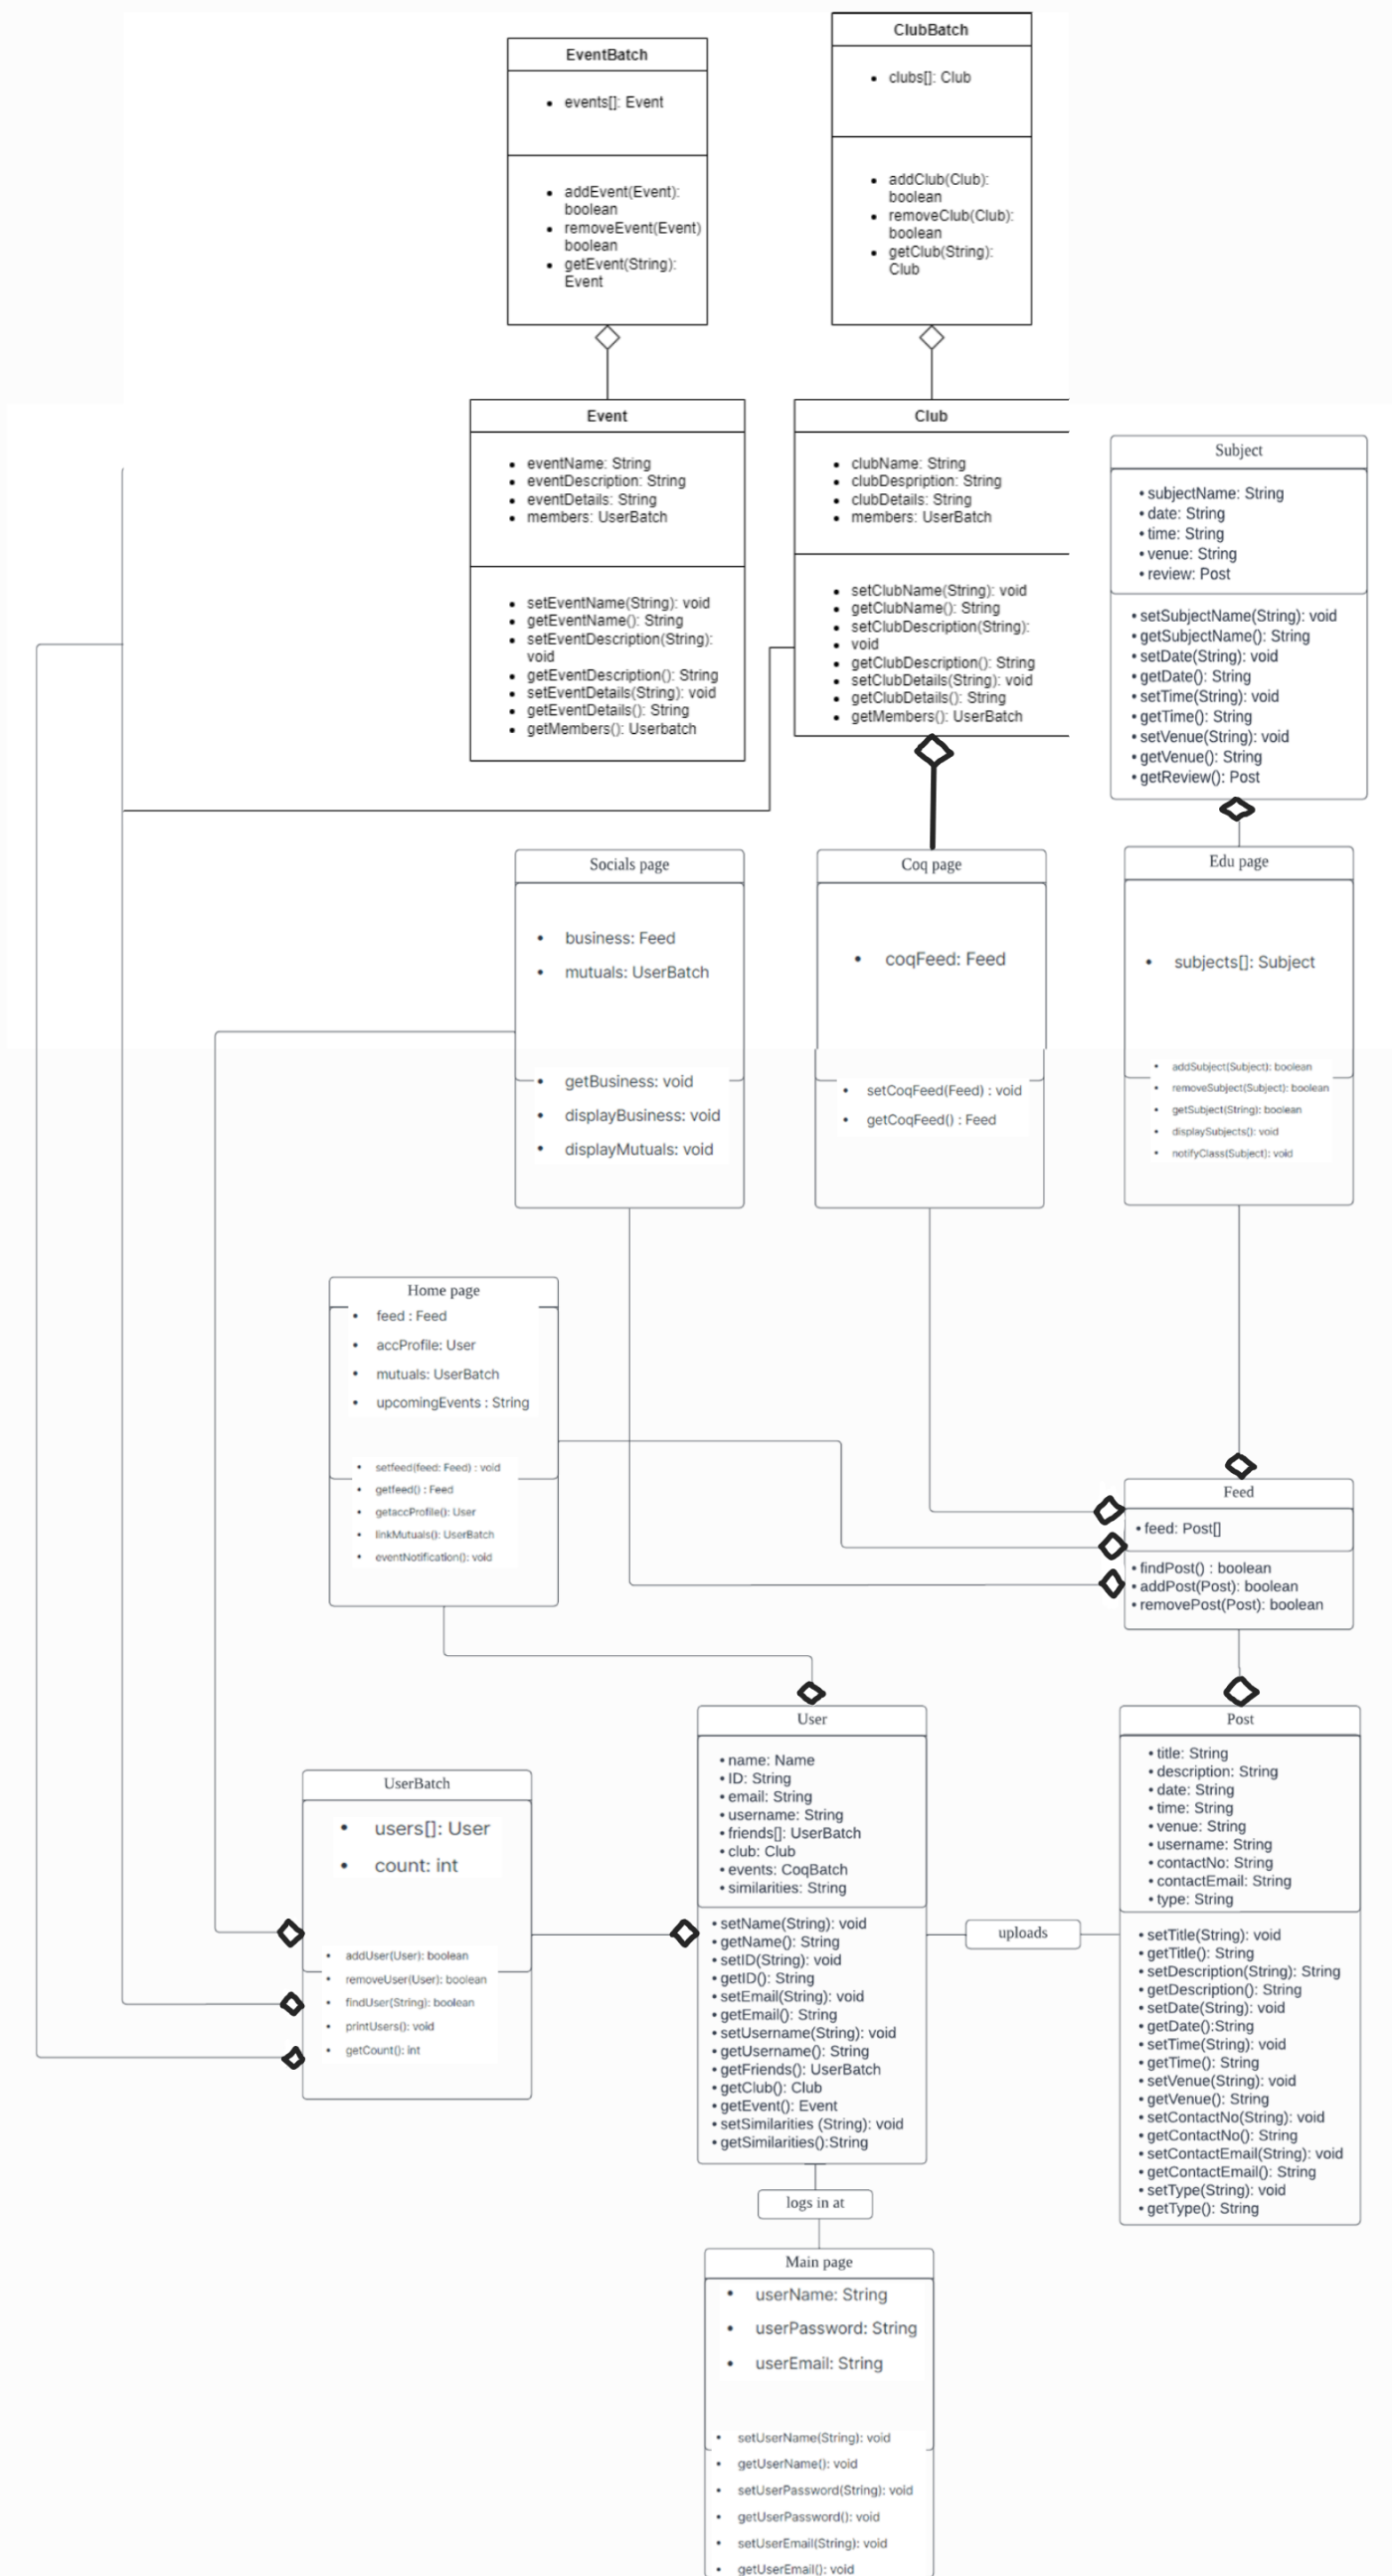 ClubBatch
• clubs[]: Club
• addClub(Club):
boolean
• removeClub(Club):
boolean
• getClub(String):
Club
EventBatch
• events[]: Event
• addEvent(Event):
boolean
• removeEvent(Event)
boolean
• getEvent(String):
Event
Event
• eventName: String
• eventDescription: String
• eventDetails: String
• members: UserBatch
• setEventName(String): void
• getEventName(): String
• setEventDescription(String):
void
• getEventDescription(): String
• setEventDetails(String): void
• getEventDetails(): String
• getMembers(): Userbatch
Club
• clubName: String
• clubDespription: String
• clubDetails: String
• members: UserBatch
• setClubName(String): void
• getClubName(): String
• setClubDescription(String):
• void
• getClubDescription(): String
• setClubDetails(String): void
• getClubDetails(): String
• getMembers(): UserBatch
Subject
• subjectName: String
• date: String
• time: String
• venue: String
• review: Post
• setSubjectName(String): void
• getSubjectName(): String
• setDate(String): void
• getDate(): String
• setTime(String): void
• getTime(): String
• setVenue(String): void
• getVenue(): String
• getReview(): Post
Socials page
• business: Feed
• mutuals: UserBatch
• getBusiness: void
• displayBusiness: void
• displayMutuals: void
Coq page
• coqFeed: Feed
• setCoqFeed(Feed) : void
• getCoqFeed() : Feed
Edu page
• subjects[]: Subject
• addSubject(Subject): boolean
• removeSubject(Subject): boolean
• getSubject(String): boolean
• displaySubjects(): void
• notifyClass(Subject): void
Home page
• feed : Feed
• accProfile: User
• mutuals: UserBatch
• upcomingEvents : String
• setfeed(feed: Feed) : void
• getfeed() : Feed
• getaccProfile(): User
• linkMutuals(): UserBatch
• eventNotification(): void
Feed
• feed: Post[]
• findPost() : boolean
• addPost(Post): boolean
• removePost(Post): boolean
UserBatch
• users[]: User
• count: int
• addUser(User): boolean
• removeUser(User): boolean
• findUser(String): boolean
• printUsers(): void
• getCount(): int
User
• name: Name
• ID: String
• email: String
• username: String
• friends[]: UserBatch
• club: Club
• events: CoqBatch
• similarities: String
• setName(String): void
• getName(): String
• setID(String): void
• getID(): String
• setEmail(String): void
• getEmail(): String
• setUsername(String): void
• getUsername(): String
• getFriends(): UserBatch
• getClub(): Club
• getEvent(): Event
• setSimilarities (String): void
• getSimilarities():String
uploads
Post
• title: String
• description: String
• date: String
• time: String
• venue: String
• username: String
• contactNo: String
• contactEmail: String
• type: String
• setTitle(String): void
• getTitle(): String
• setDescription(String): String
• getDescription(): String
• setDate(String): void
• getDate():String
• setTime(String): void
• getTime(): String
• setVenue(String): void
• getVenue(): String
• setContactNo(String): void
• getContactNo(): String
• setContactEmail(String): void
• getContactEmail(): String
• setType(String): void
• getType(): String
logs in at
Main page
• userName: String
• userPassword: String
• userEmail: String
• setUserName(String): void
• getUserName(): void
• setUserPassword(String): void
• getUserPassword(): void
• setUserEmail(String): void
• getUserEmail(): void